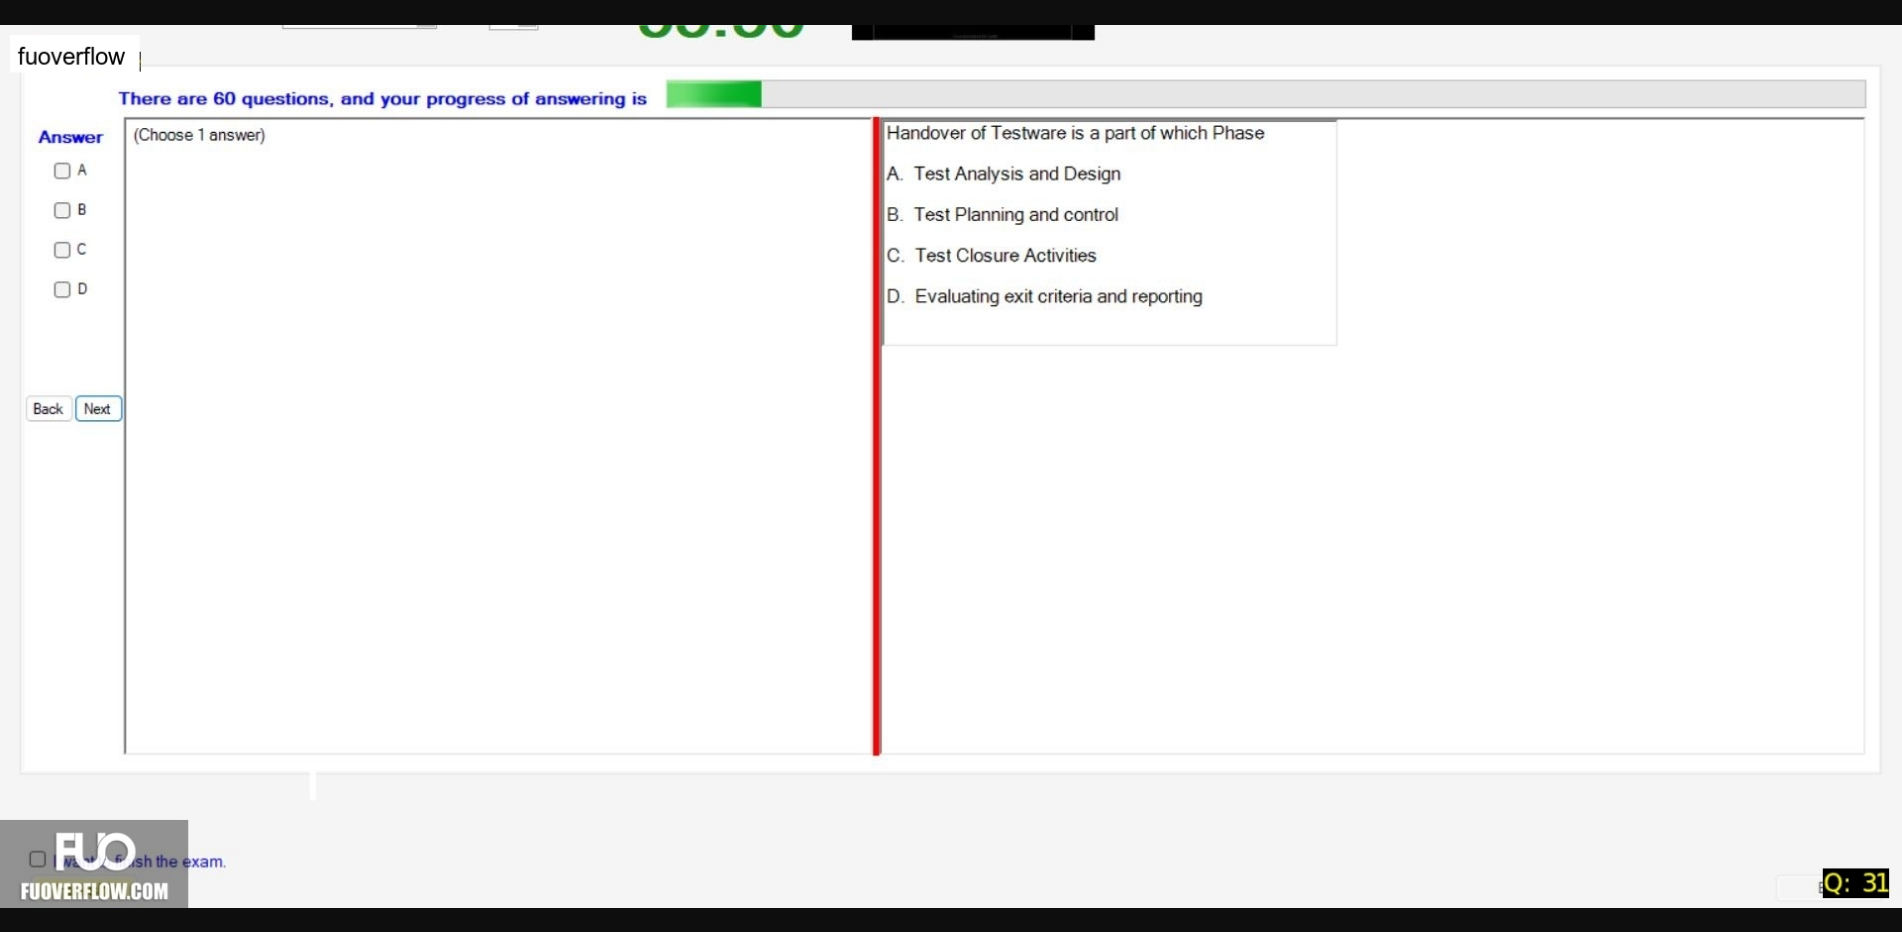 fuoverflow
There are 60 questions, and your progress of answering is
Answer
(Choose 1 answer)
A
B
C
D
Back
Next
Handover of Testware is a part of which Phase
A. Test Analysis and Design
B. Test Planning and control
C. Test Closure Activities
D. Evaluating exit criteria and reporting
FUO
the exam.
FUOVERFLOW.COM
Q: 31